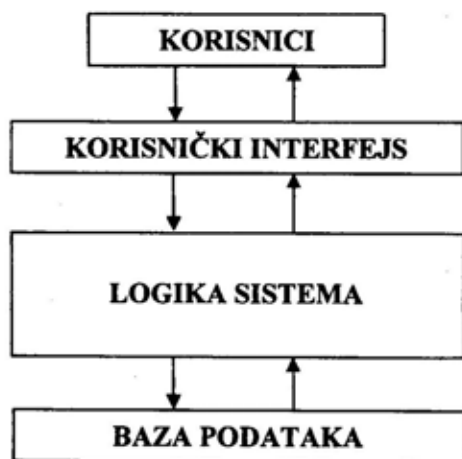 KORISNICI
KORISNIČKI INTERFEJS
LOGIKA SISTEMA
BAZA PODATAKA